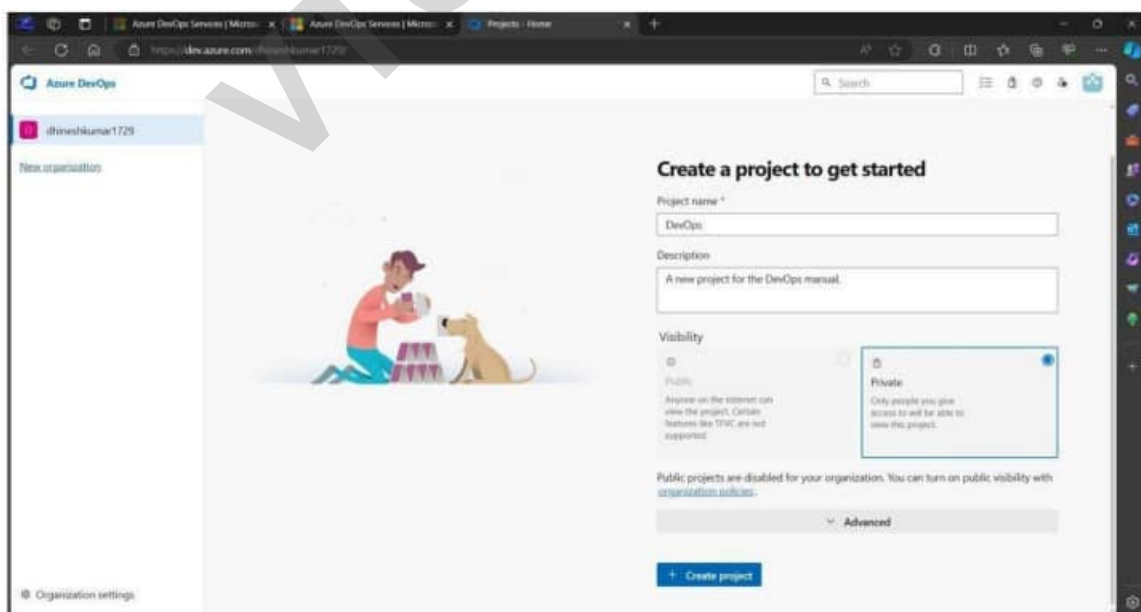 Azure DevOps Services | Micros
Azure DevOps Services | Micros
Projects - Home
https://dev.azure.com/dhineshkumar1729/
Azure DevOps
Search
dhineshkumar1729
New organization
Create a project to get started
Project name *
DevOps
Description
A new project for the DevOps manual.
Visibility
Public
Anyone on the internet can
view the project. Certain
features like TFVC are not
supported.
Private
Only people you give
access to will be able to
view this project.
Public projects are disabled for your organization. You can turn on public visibility with
organization policies.
Advanced
+ Create project
Organization settings